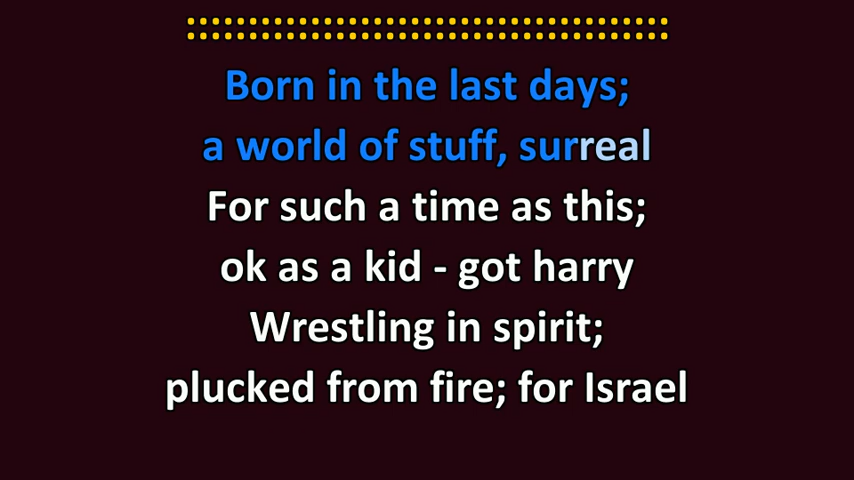 Born in the last days;
a world of stuff, surreal
For such a time as this;
ok as a kid - got harry
Wrestling in spirit;
plucked from fire; for Israel